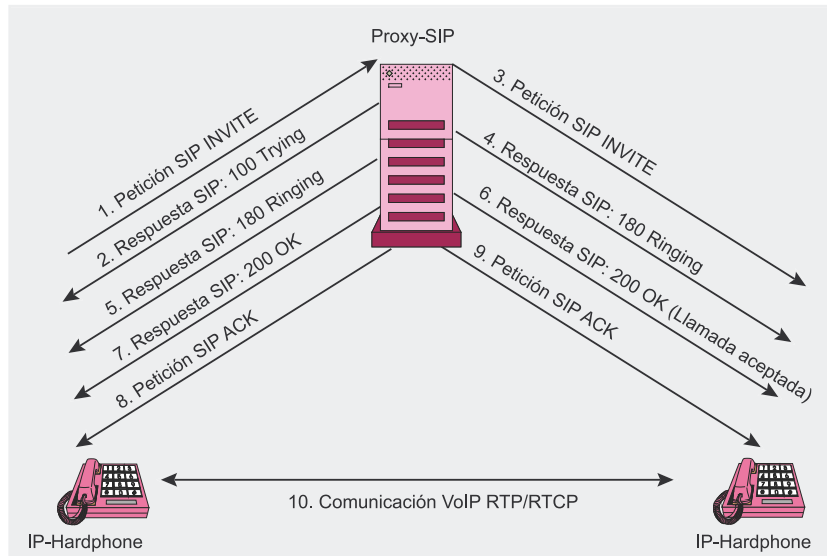 Proxy-SIP
1. Petición SIP INVITE
2. Respuesta SIP: 100 Trying
5. Respuesta SIP: 180 Ringing
7. Respuesta SIP: 200 OK
8. Petición SIP ACK
3. Petición SIP INVITE
4. Respuesta SIP: 180 Ringing
6. Respuesta SIP: 200 OK (Llamada aceptada)
9. Petición SIP ACK
10. Comunicación VoIP RTP/RTCP
IP-Hardphone
IP-Hardphone